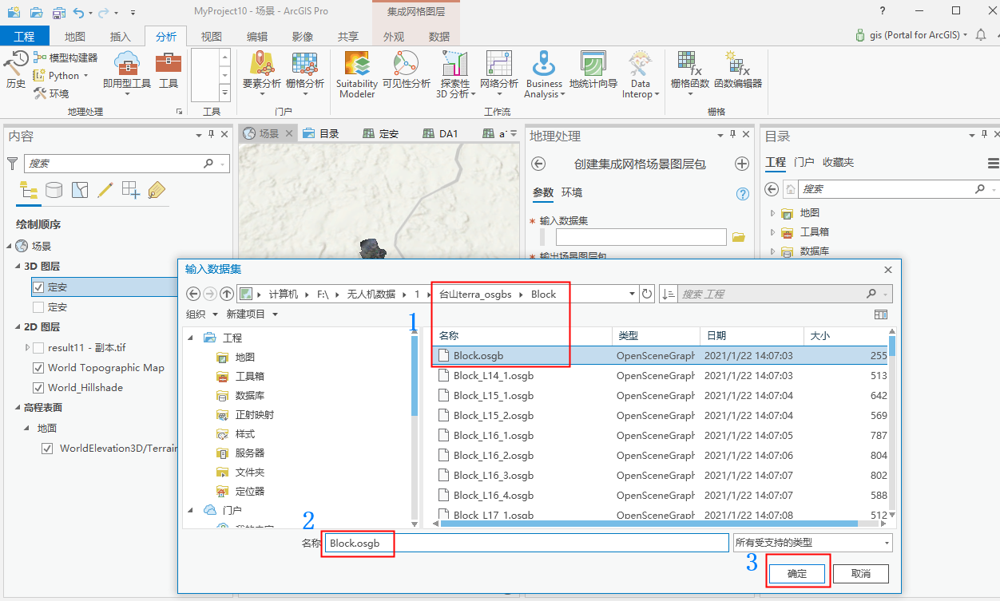 MyProject10 - 场景 - ArcGIS Pro
集成网格图层
?
工程 地图 插入 分析 视图 编辑 影像 共享 外观 数据
gis (Portal for ArcGIS)
历史
模型构建器
Python
环境
即用型工具
工具
要素分析
栅格分析
Suitability
Modeler
可见性分析
探索性
3D 分析
网络分析
Business
Analysis
地统计向导
Data
Interop
栅格函数
函数编辑器
地理处理
工具
门户
工作流
栅格
内容
搜索
绘制顺序
场景
3D 图层
定安
定安
2D 图层
result11 - 副本.tif
World Topographic Map
World_Hillshade
高程表面
地面
WorldElevation3D/Terrain
场景 目录 定安 DA1 a
地理处理
创建集成网格场景图层包
参数 环境
?
* 输入数据集
* 输出场景图层包
目录
工程 门户 收藏夹
搜索
地图
工具箱
数据库
输入数据集
计算机 F:\ 无人机数据 1 台山terra_osgbs Block
搜索 工程
组织 新建项目
1
工程
地图
工具箱
数据库
正射映射
样式
服务器
文件夹
定位器
门户
我的内容
名称 类型 日期 大小
Block.osgb OpenSceneGraph 2021/1/22 14:07:03 255
Block_L14_1.osgb OpenSceneGraph 2021/1/22 14:07:03 513
Block_L15_1.osgb OpenSceneGraph 2021/1/22 14:07:04 642
Block_L15_2.osgb OpenSceneGraph 2021/1/22 14:07:04 569
Block_L16_1.osgb OpenSceneGraph 2021/1/22 14:07:05 787
Block_L16_2.osgb OpenSceneGraph 2021/1/22 14:07:06 804
Block_L16_3.osgb OpenSceneGraph 2021/1/22 14:07:07 802
Block_L16_4.osgb OpenSceneGraph 2021/1/22 14:07:07 588
Block_L17_1.osgb OpenSceneGraph 2021/1/22 14:07:08 512
2
名称 Block.osgb 所有受支持的类型
3
确定 取消